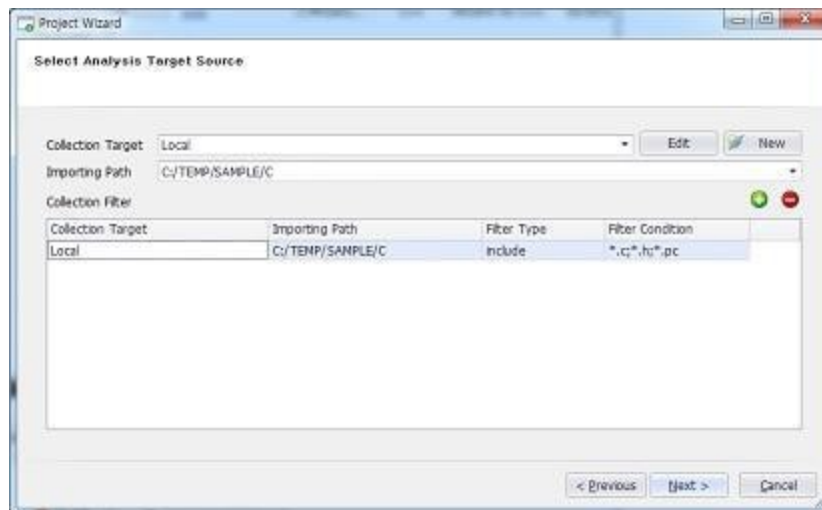 Project Wizard
Select Analysis Target Source
Collection Target Local Edit New
Importing Path C:/TEMP/SAMPLE/C
Collection Filter
Collection Target Importing Path Filter Type Filter Condition
Local C:/TEMP/SAMPLE/C include *.c;*.h;*.pc
< Previous Next > Cancel